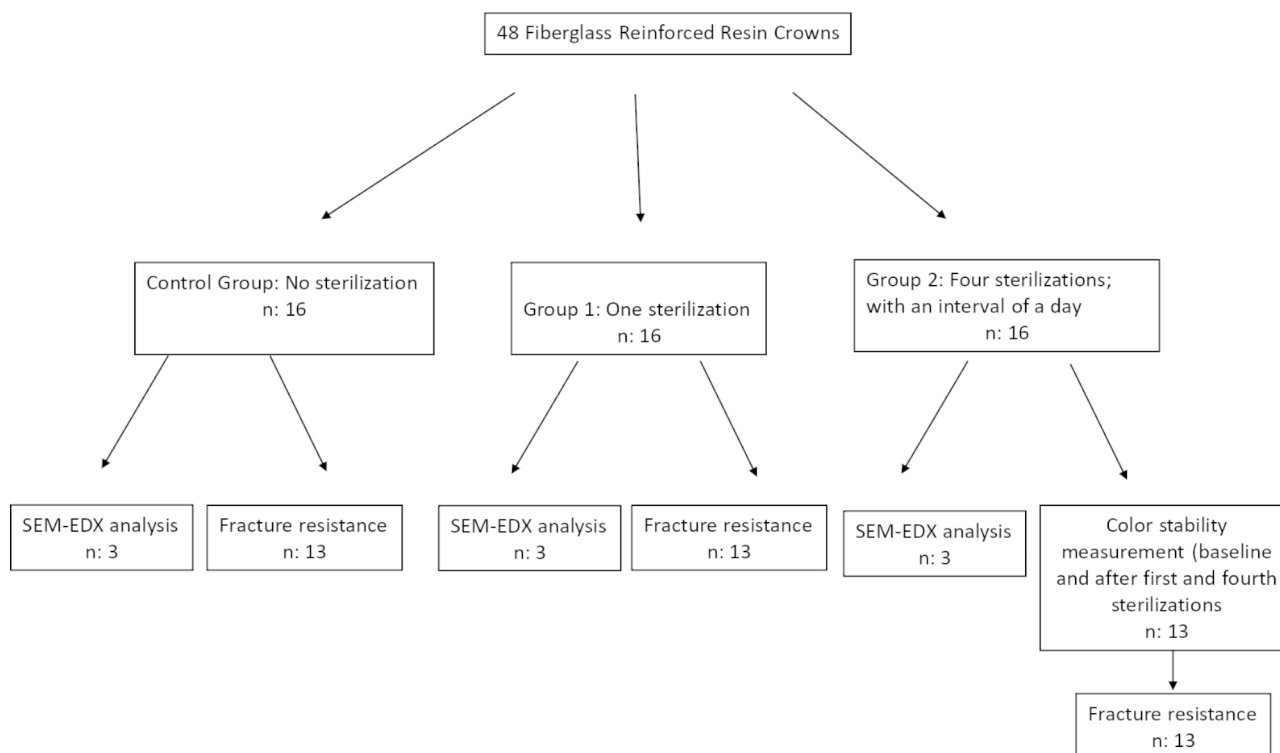 48 Fiberglass Reinforced Resin Crowns
Control Group: No sterilization
n: 16
Group 1: One sterilization
n: 16
Group 2: Four sterilizations;
with an interval of a day
n: 16
SEM-EDX analysis
n: 3
Fracture resistance
n: 13
SEM-EDX analysis
n: 3
Fracture resistance
n: 13
SEM-EDX analysis
n: 3
Color stability
measurement (baseline
and after first and fourth
sterilizations
n: 13
Fracture resistance
n: 13